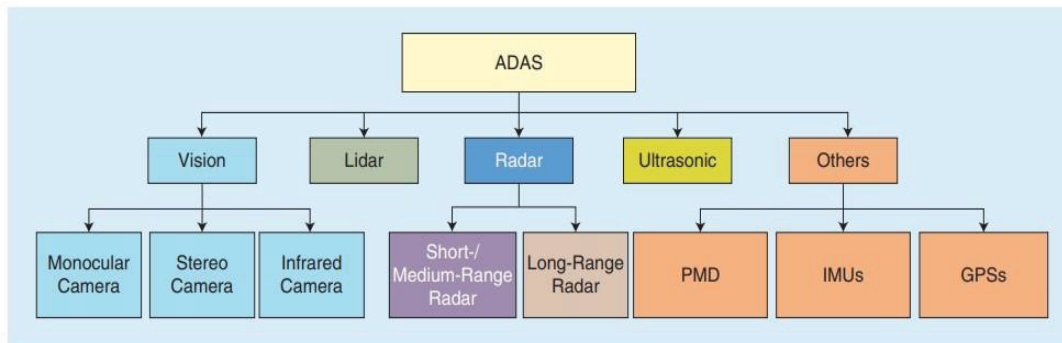 ADAS
Vision
Lidar
Radar
Ultrasonic
Others
Monocular
Camera
Stereo
Camera
Infrared
Camera
Short-/
Medium-Range
Radar
Long-Range
Radar
PMD
IMUs
GPSs